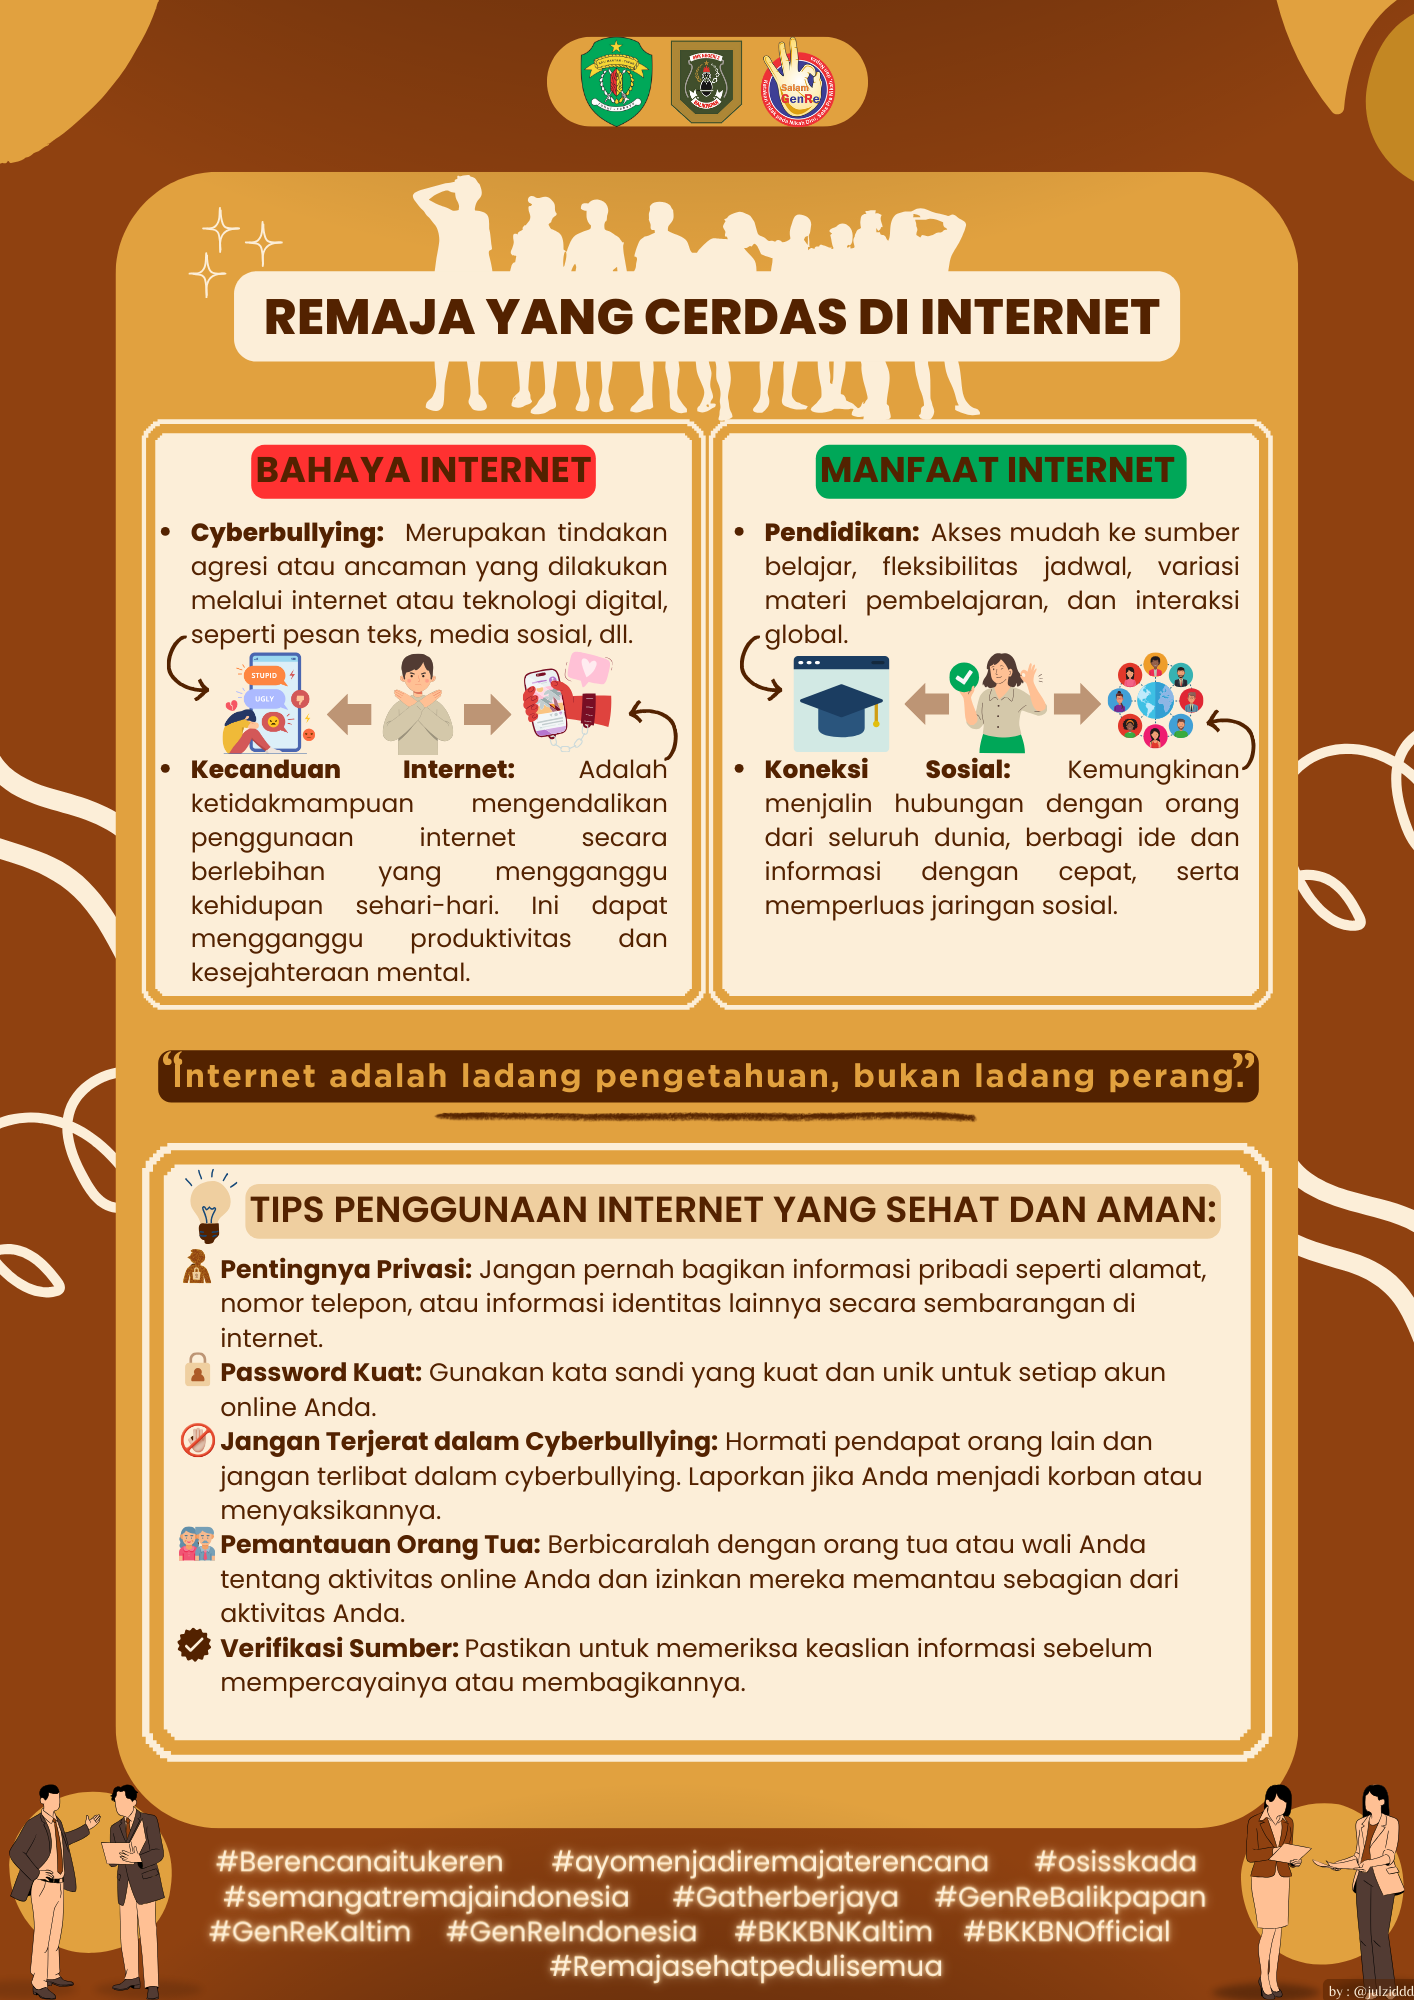 Salam
GenRe
REMAJA YANG CERDAS DI INTERNET
BAHAYA INTERNET
• Cyberbullying: Merupakan tindakan
agresi atau ancaman yang dilakukan
melalui internet atau teknologi digital,
seperti pesan teks, media sosial, dll.
STUPID
UGLY
• Kecanduan Internet: Adalah
ketidakmampuan mengendalikan
penggunaan internet secara
berlebihan yang mengganggu
kehidupan sehari-hari. Ini dapat
mengganggu produktivitas dan
kesejahteraan mental.
MANFAAT INTERNET
• Pendidikan: Akses mudah ke sumber
belajar, fleksibilitas jadwal, variasi
materi pembelajaran, dan interaksi
global.
• Koneksi Sosial: Kemungkinan
menjalin hubungan dengan orang
dari seluruh dunia, berbagi ide dan
informasi dengan cepat, serta
memperluas jaringan sosial.
“Internet adalah ladang pengetahuan, bukan ladang perang.”
TIPS PENGGUNAAN INTERNET YANG SEHAT DAN AMAN:
Pentingnya Privasi: Jangan pernah bagikan informasi pribadi seperti alamat,
nomor telepon, atau informasi identitas lainnya secara sembarangan di
internet.
Password Kuat: Gunakan kata sandi yang kuat dan unik untuk setiap akun
online Anda.
Jangan Terjerat dalam Cyberbullying: Hormati pendapat orang lain dan
jangan terlibat dalam cyberbullying. Laporkan jika Anda menjadi korban atau
menyaksikannya.
Pemantauan Orang Tua: Berbicaralah dengan orang tua atau wali Anda
tentang aktivitas online Anda dan izinkan mereka memantau sebagian dari
aktivitas Anda.
Verifikasi Sumber: Pastikan untuk memeriksa keaslian informasi sebelum
mempercayainya atau membagikannya.
#Berencanaitukeren #ayomenjadiremajaterencana #osisskada
#semangatremajaindonesia #Gatherberjaya #GenReBalikpapan
#GenReKaltim #GenReIndonesia #BKKBNKaltim #BKKBNOfficial
#Remajasehatpedulisemua
by : @julziddd